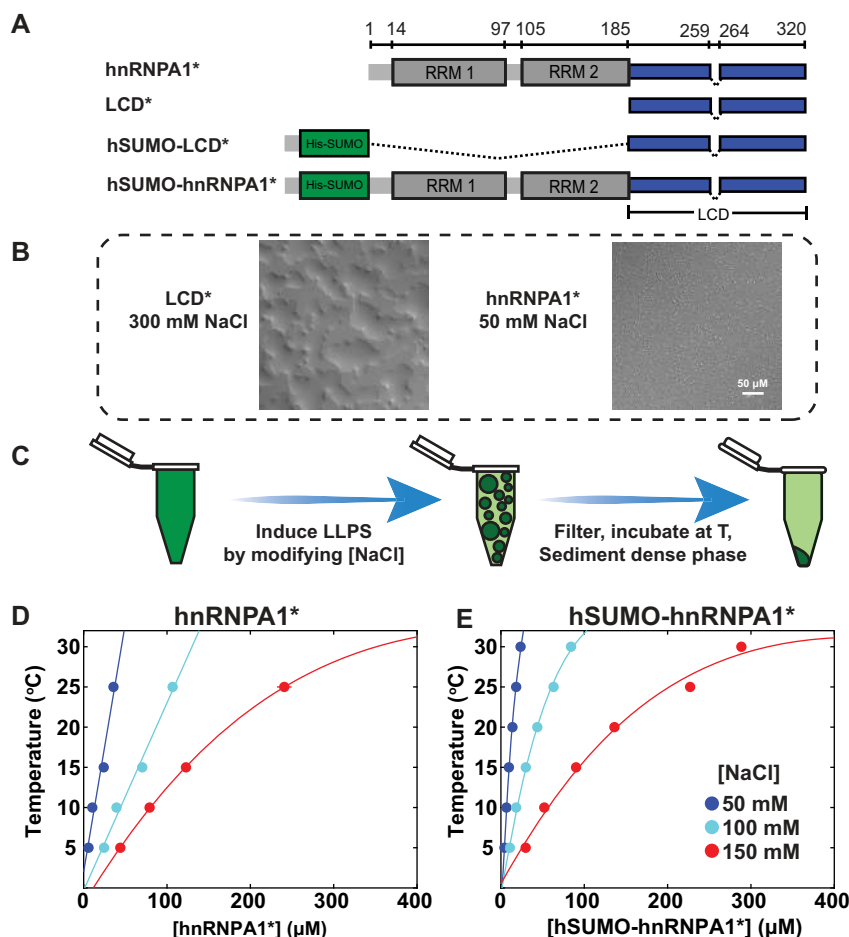 A
1 14 97 105 185 259 264 320
hnRNPA1*
RRM 1 RRM 2
LCD*
hSUMO-LCD*
His-SUMO
hSUMO-hnRNPA1*
His-SUMO RRM 1 RRM 2
LCD
B
LCD*
300 mM NaCl
hnRNPA1*
50 mM NaCl
50 µM
C
Induce LLPS
by modifying [NaCl]
Filter, incubate at T,
Sediment dense phase
D
hnRNPA1*
Temperature (°C)
30
25
20
15
10
5
0 100 200 300 400
[hnRNPA1*] (µM)
E
hSUMO-hnRNPA1*
Temperature (°C)
30
25
20
15
10
5
[NaCl]
50 mM
100 mM
150 mM
0 100 200 300 400
[hSUMO-hnRNPA1*] (µM)